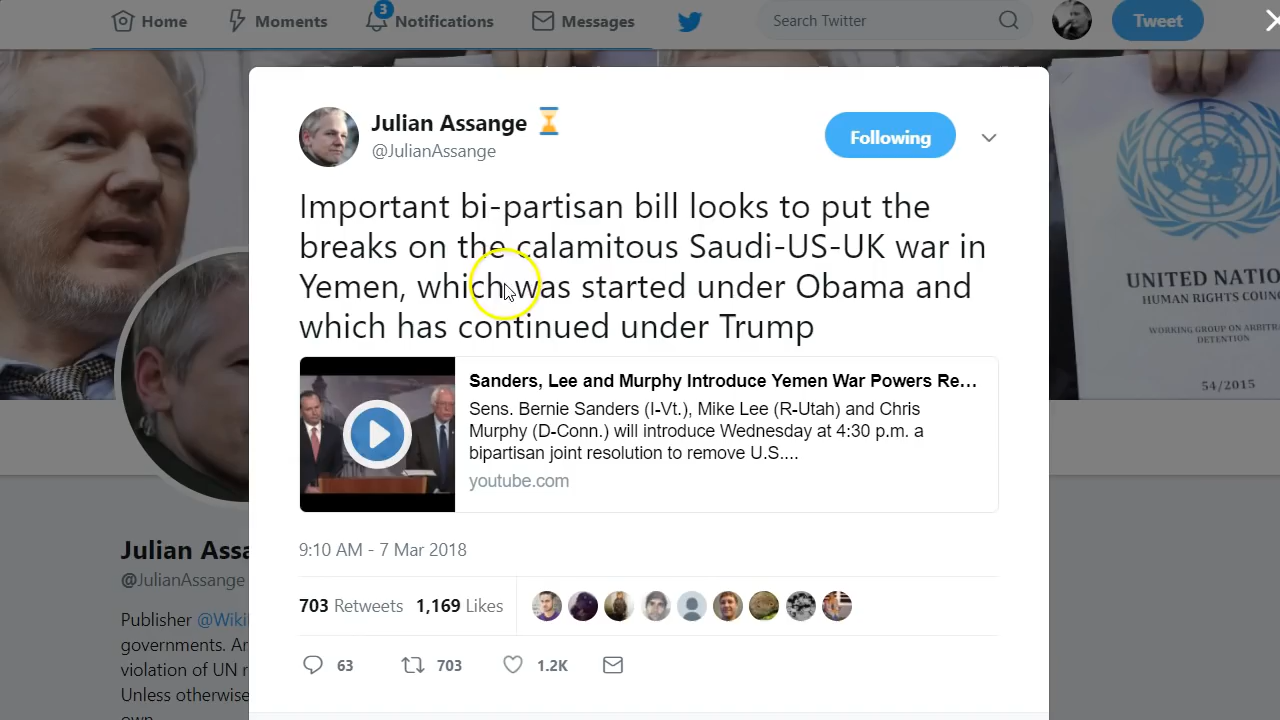 Home
Moments
3
Notifications
Messages
Search Twitter
Tweet
Julian Assange
@JulianAssange
Following
Important bi-partisan bill looks to put the
breaks on the calamitous Saudi-US-UK war in
Yemen, which was started under Obama and
which has continued under Trump
Sanders, Lee and Murphy Introduce Yemen War Powers Re...
Sens. Bernie Sanders (I-Vt.), Mike Lee (R-Utah) and Chris
Murphy (D-Conn.) will introduce Wednesday at 4:30 p.m. a
bipartisan joint resolution to remove U.S....
youtube.com
9:10 AM - 7 Mar 2018
703 Retweets 1,169 Likes
63
703
1.2K
Julian Assa
@JulianAssange
Publisher @Wiki
governments. Ar
violation of UN r
Unless otherwise
own
UNITED NATIO
HUMAN RIGHTS COUN
WORKING GROUP ON ARBITR
DETENTION
54/2015